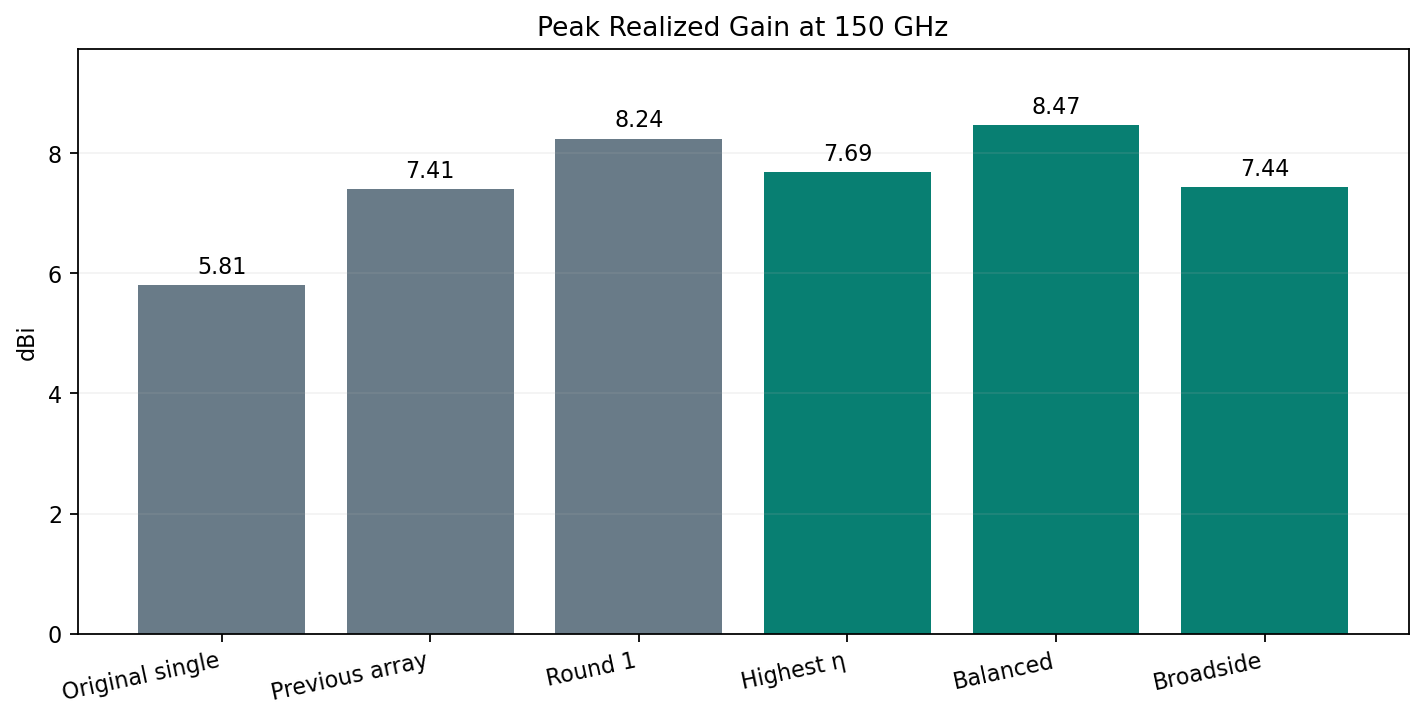 Peak Realized Gain at 150 GHz
dBi
8
6
4
2
0
5.81
7.41
8.24
7.69
8.47
7.44
Original single
Previous array
Round 1
Highest η
Balanced
Broadside